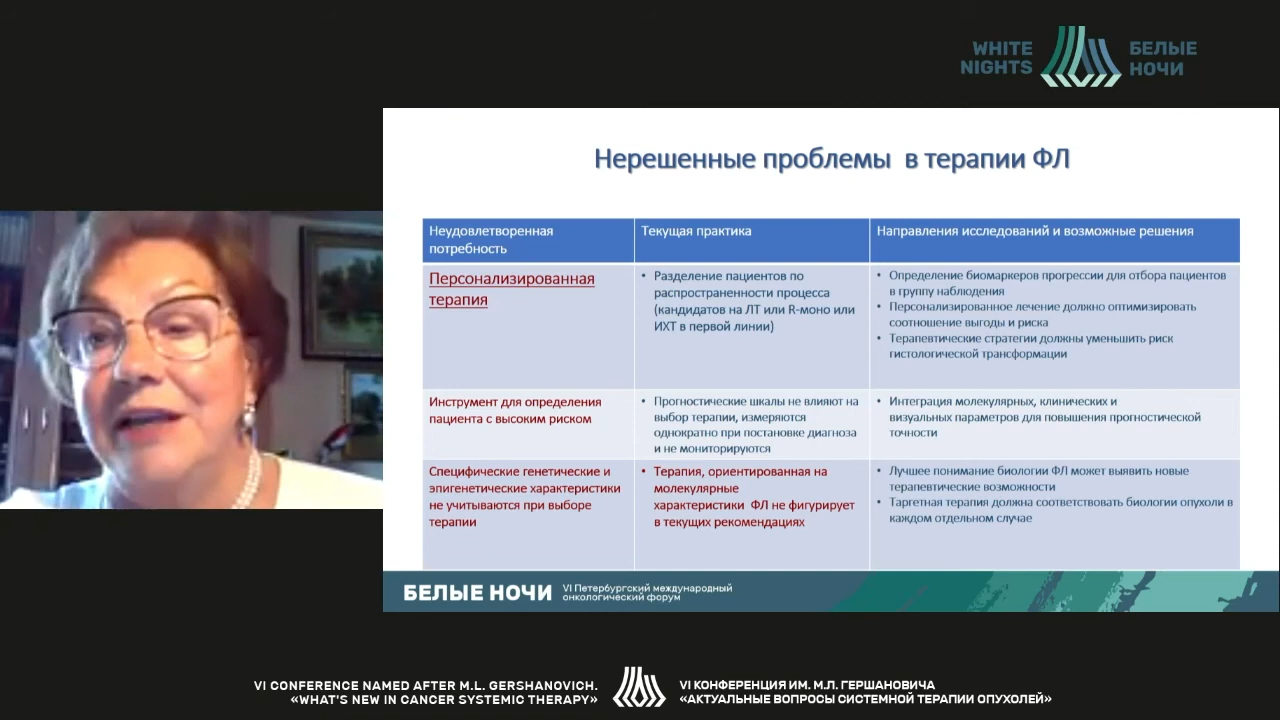 WHITE
NIGHTS
БЕЛЫЕ
НОЧИ
Нерешенные проблемы в терапии ФЛ
Неудовлетворенная
потребность
Текущая практика
Направления исследований и возможные решения
Персонализированная
терапия
• Разделение пациентов по
распространенности процесса
(кандидатов на ЛТ или R-моно или
ИХТ в первой линии)
• Определение биомаркеров прогрессии для отбора пациентов
в группу наблюдения
• Персонализированное лечение должно оптимизировать
соотношение выгоды и риска
• Терапевтические стратегии должны уменьшить риск
гистологической трансформации
Инструмент для определения
пациента с высоким риском
• Прогностические шкалы не влияют на
выбор терапии, измеряются
однократно при постановке диагноза
и не мониторируются
• Интеграция молекулярных, клинических и
визуальных параметров для повышения прогностической
точности
Специфические генетические и
эпигенетические характеристики
не учитываются при выборе
терапии
• Терапия, ориентированная на
молекулярные
характеристики ФЛ не фигурирует
в текущих рекомендациях
• Лучшее понимание биологии ФЛ может выявить новые
терапевтические возможности
• Таргетная терапия должна соответствовать биологии опухоли в
каждом отдельном случае
БЕЛЫЕ НОЧИ
VI Петербургский международный
онкологический форум
VI CONFERENCE NAMED AFTER M.L. GERSHANOVICH.
«WHAT'S NEW IN CANCER SYSTEMIC THERAPY»
VI КОНФЕРЕНЦИЯ ИМ. М.Л. ГЕРШАНОВИЧА
«АКТУАЛЬНЫЕ ВОПРОСЫ СИСТЕМНОЙ ТЕРАПИИ ОПУХОЛЕЙ»